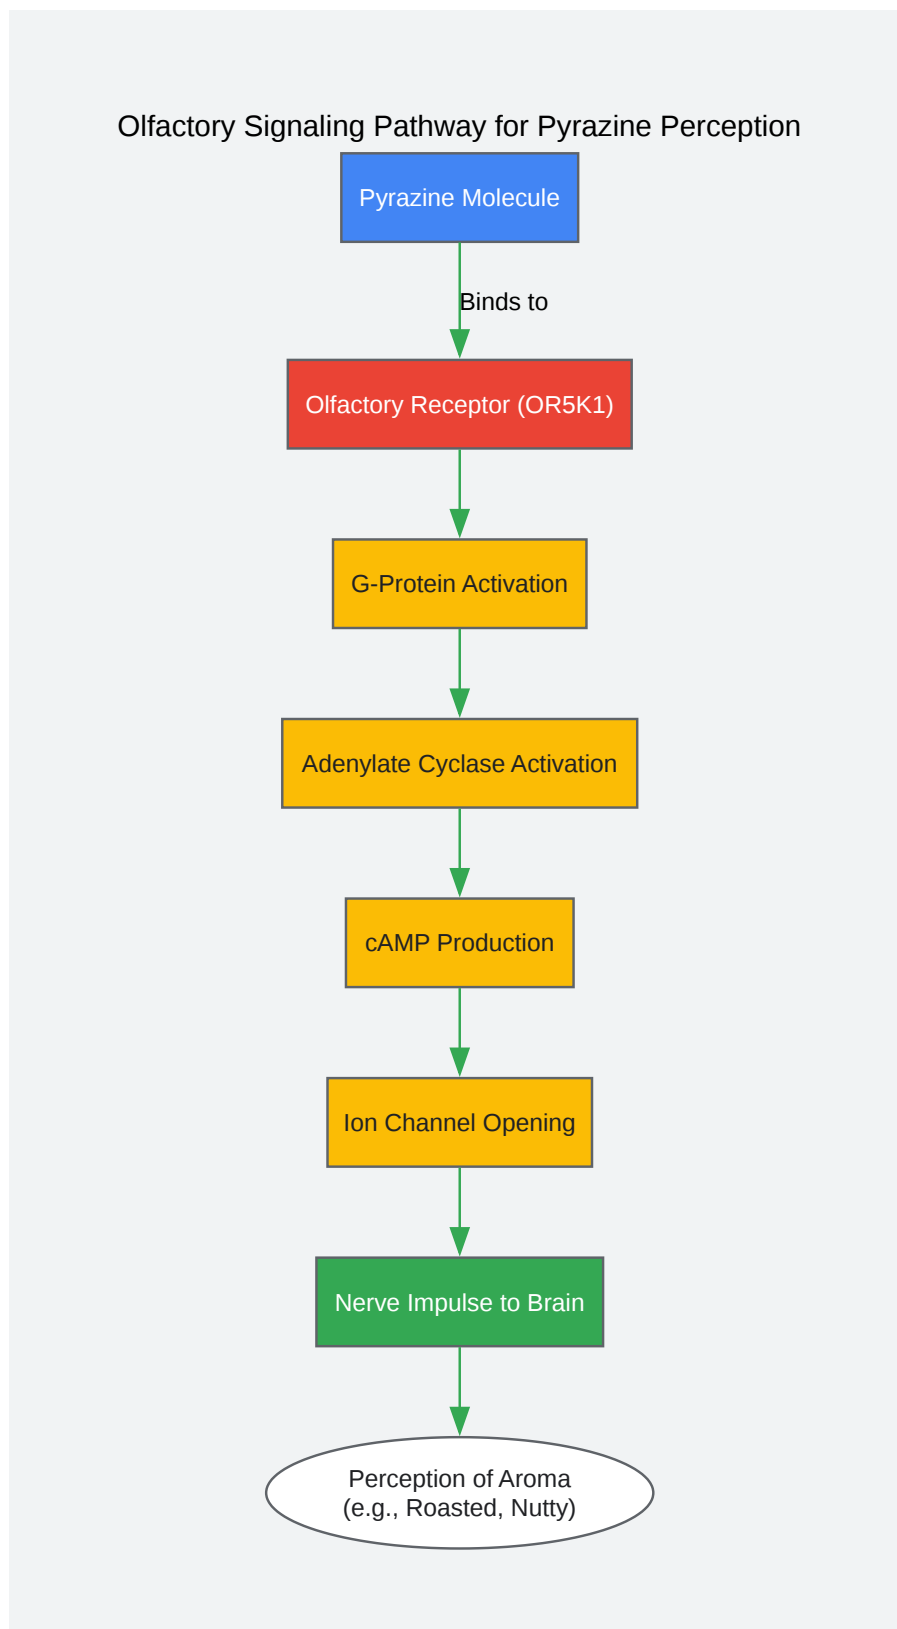 Olfactory Signaling Pathway for Pyrazine Perception
Pyrazine Molecule
Binds to
Olfactory Receptor (OR5K1)
G-Protein Activation
Adenylate Cyclase Activation
cAMP Production
Ion Channel Opening
Nerve Impulse to Brain
Perception of Aroma
(e.g., Roasted, Nutty)